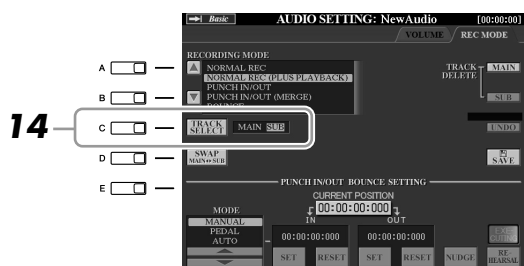 Basic AUDIO SETTING: NewAudio [00:00:00]
VOLUME REC MODE
RECORDING MODE
NORMAL REC
NORMAL REC (PLUS PLAYBACK)
PUNCH IN/OUT
PUNCH IN/OUT (MERGE)
BOUNCE
TRACK DELETE MAIN
SUB
A
B
C
D
E
14
TRACK SELECT MAIN SUB
UNDO
SWAP MAIN↔SUB
SAVE
PUNCH IN/OUT BOUNCE SETTING
CURRENT POSITION
00:00:00:000
IN OUT
MODE
MANUAL
PEDAL
AUTO
00:00:00:000 00:00:00:000
SET RESET SET RESET NUDGE RE-HEARSAL